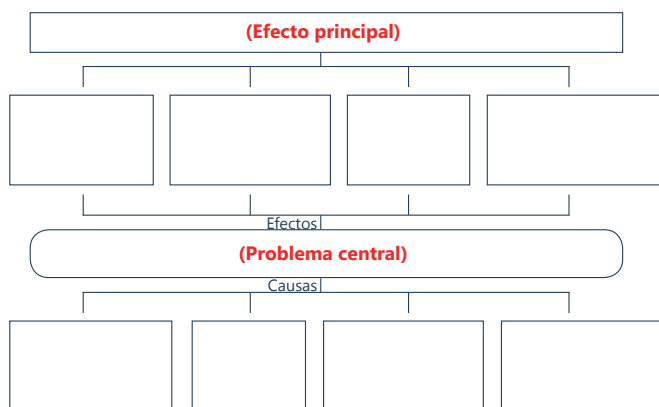 (Efecto principal)
Efectos
(Problema central)
Causas